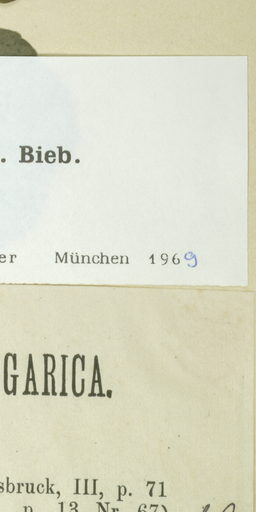 . Bieb.
er München 1969
GARICA.
sbruck, III, p. 71
p. 13, Nr. 67)